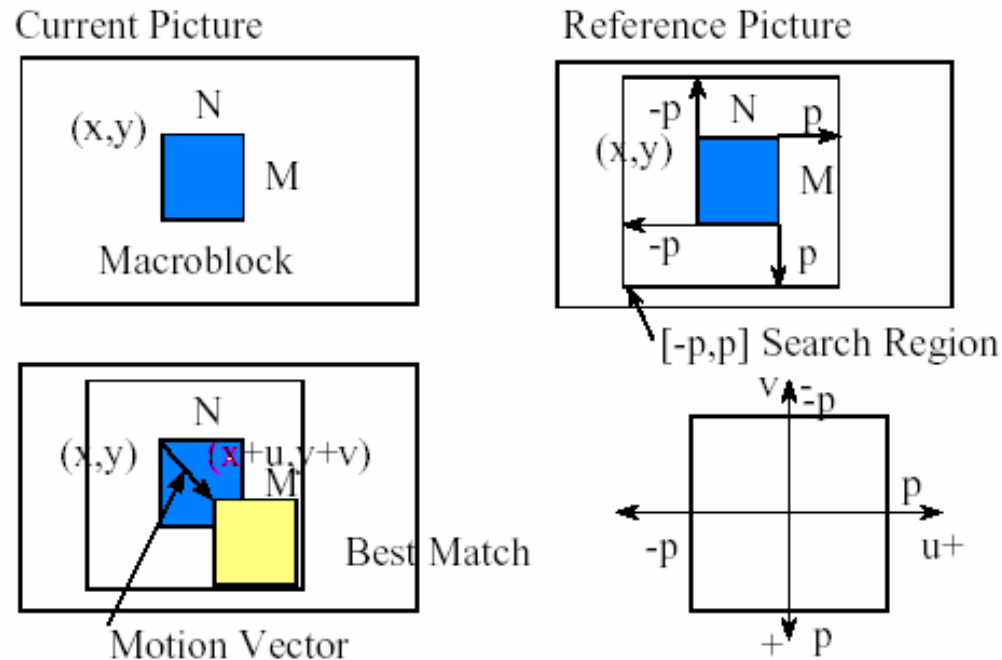 Current Picture
N
(x,y)
M
Macroblock
Reference Picture
-p
N
p
(x,y)
M
-p
p
[-p,p] Search Region
N
(x,y)
(x+u,y+v)
M
Best Match
Motion Vector
v -
-p
p
-p
u+
+
p